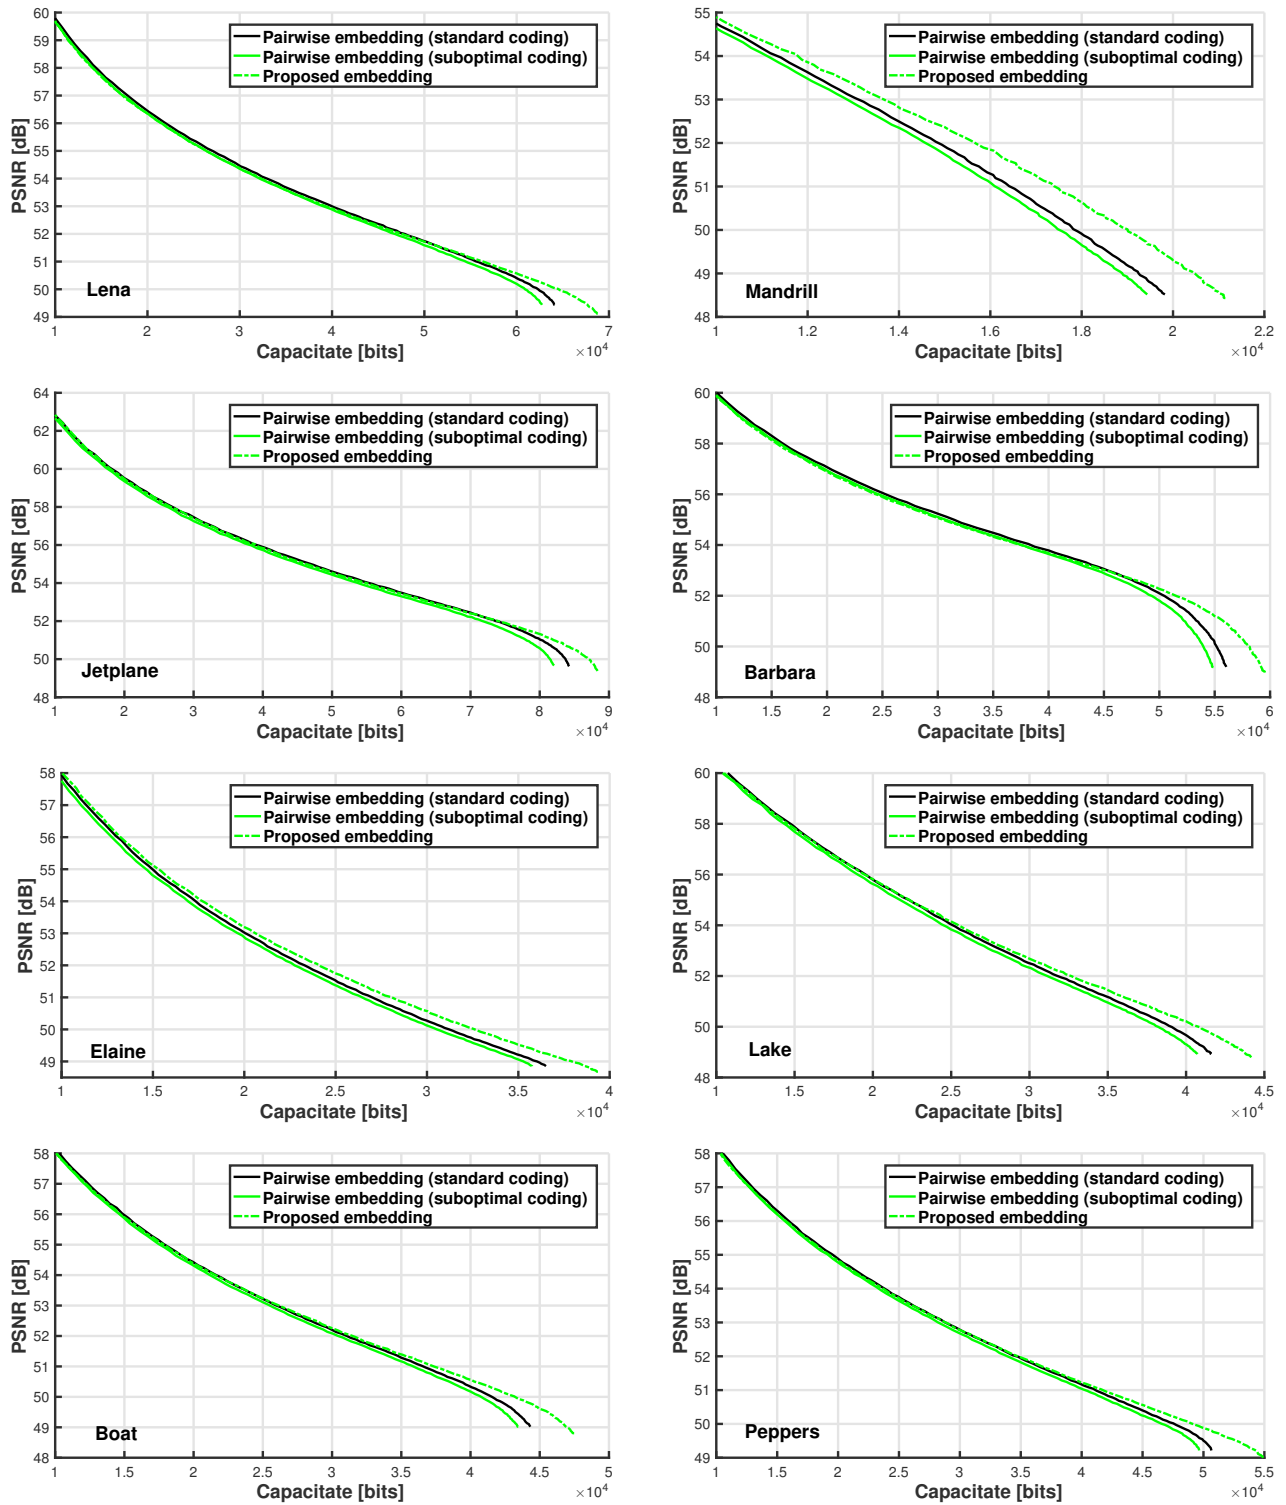 60
59
58
57
56
55
54
53
52
51
50
49
PSNR [dB]
Pairwise embedding (standard coding)
Pairwise embedding (suboptimal coding)
Proposed embedding
Lena
1 2 3 4 5 6 7
Capacitate [bits]
×10^4
55
54
53
52
51
50
49
48
PSNR [dB]
Pairwise embedding (standard coding)
Pairwise embedding (suboptimal coding)
Proposed embedding
Mandrill
1 1.2 1.4 1.6 1.8 2 2.2
Capacitate [bits]
×10^4
64
62
60
58
56
54
52
50
48
PSNR [dB]
Pairwise embedding (standard coding)
Pairwise embedding (suboptimal coding)
Proposed embedding
Jetplane
1 2 3 4 5 6 7 8 9
Capacitate [bits]
×10^4
60
58
56
54
52
50
48
PSNR [dB]
Pairwise embedding (standard coding)
Pairwise embedding (suboptimal coding)
Proposed embedding
Barbara
1 1.5 2 2.5 3 3.5 4 4.5 5 5.5 6
Capacitate [bits]
×10^4
58
57
56
55
54
53
52
51
50
49
PSNR [dB]
Pairwise embedding (standard coding)
Pairwise embedding (suboptimal coding)
Proposed embedding
Elaine
1 1.5 2 2.5 3 3.5 4
Capacitate [bits]
×10^4
60
58
56
54
52
50
48
PSNR [dB]
Pairwise embedding (standard coding)
Pairwise embedding (suboptimal coding)
Proposed embedding
Lake
1 1.5 2 2.5 3 3.5 4 4.5
Capacitate [bits]
×10^4
58
57
56
55
54
53
52
51
50
49
48
PSNR [dB]
Pairwise embedding (standard coding)
Pairwise embedding (suboptimal coding)
Proposed embedding
Boat
1 1.5 2 2.5 3 3.5 4 4.5 5
Capacitate [bits]
×10^4
58
57
56
55
54
53
52
51
50
49
PSNR [dB]
Pairwise embedding (standard coding)
Pairwise embedding (suboptimal coding)
Proposed embedding
Peppers
1 1.5 2 2.5 3 3.5 4 4.5 5 5.5
Capacitate [bits]
×10^4